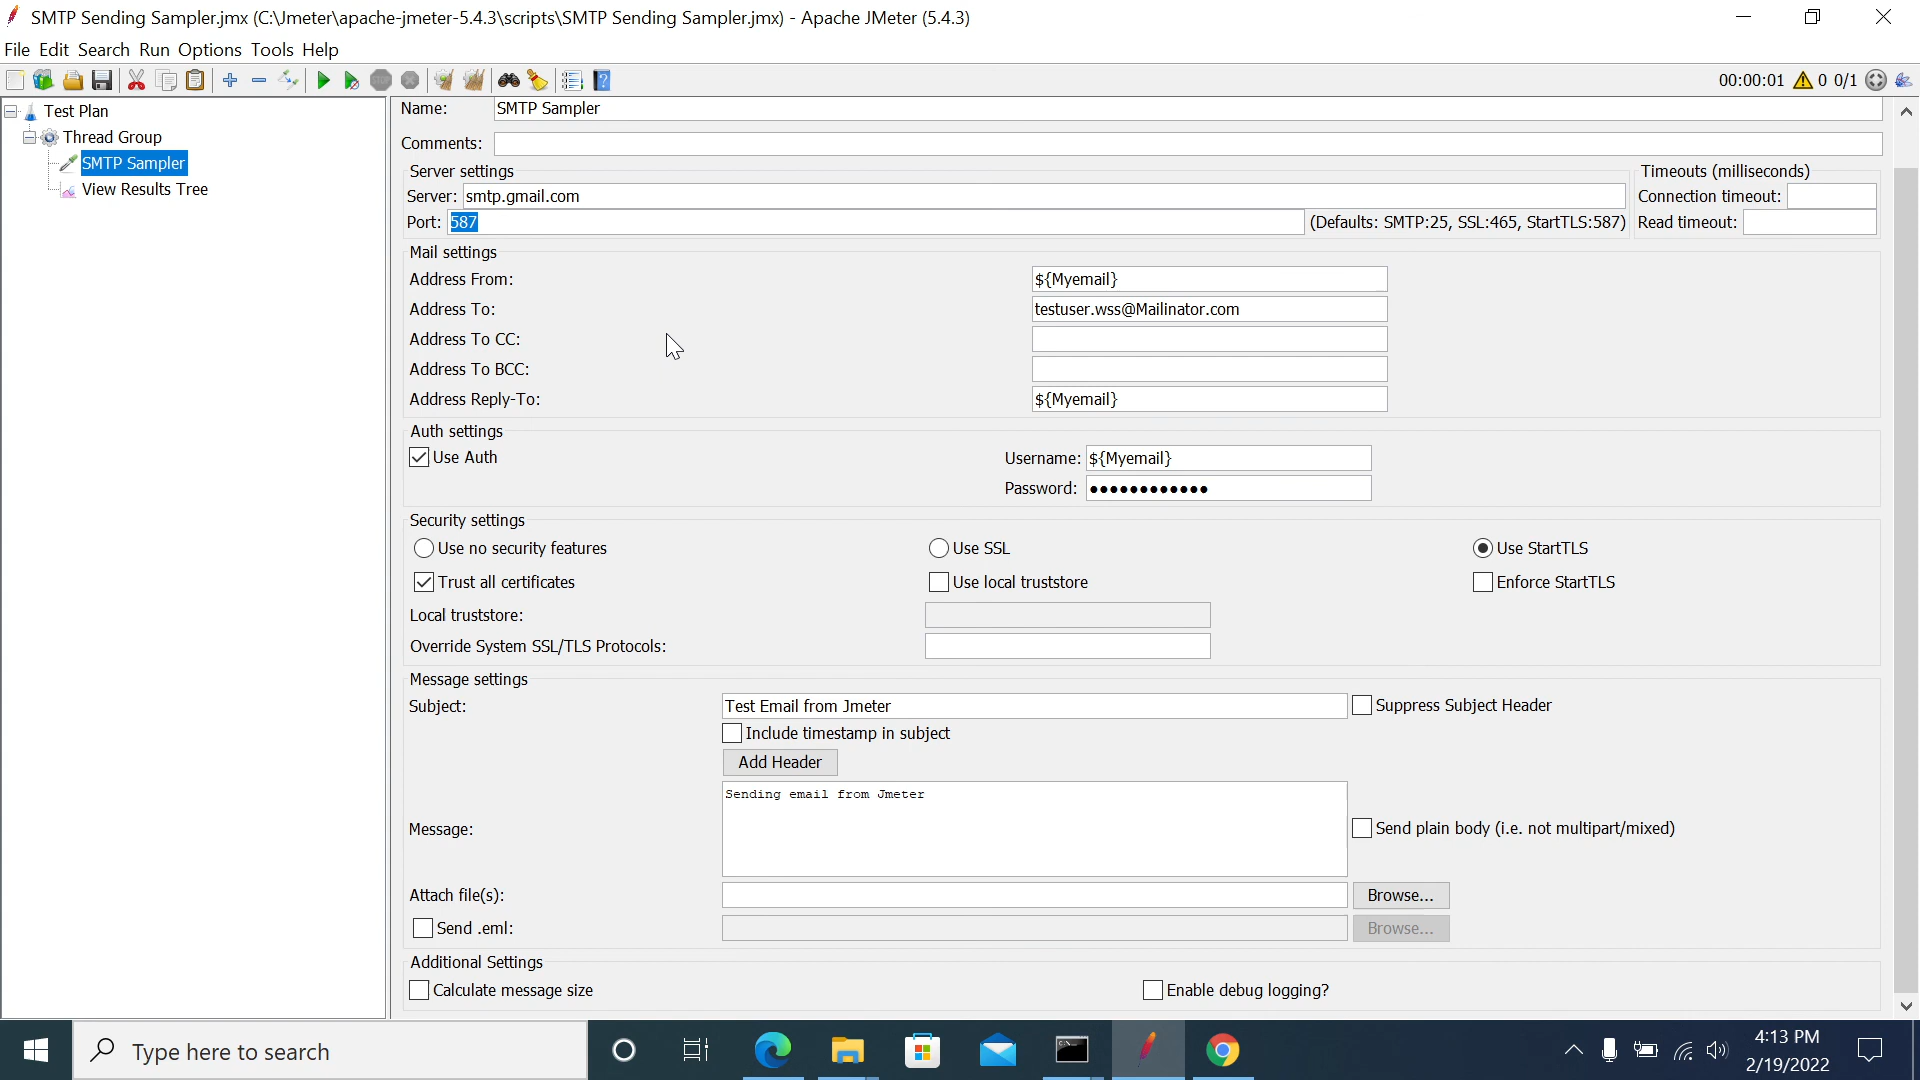 SMTP Sending Sampler.jmx (C:\Jmeter\apache-jmeter-5.4.3\scripts\SMTP Sending Sampler.jmx) - Apache JMeter (5.4.3)
File Edit Search Run Options Tools Help
00:00:01 0 0/1
Test Plan
Thread Group
SMTP Sampler
View Results Tree
Name: SMTP Sampler
Comments:
Server settings
Server: smtp.gmail.com
Port: 587 (Defaults: SMTP:25, SSL:465, StartTLS:587)
Timeouts (milliseconds)
Connection timeout:
Read timeout:
Mail settings
Address From: ${Myemail}
Address To: testuser.wss@Mailinator.com
Address To CC:
Address To BCC:
Address Reply-To: ${Myemail}
Auth settings
Use Auth Username: ${Myemail}
Password: ●●●●●●●●●●●●
Security settings
Use no security features Use SSL Use StartTLS
Trust all certificates Use local truststore Enforce StartTLS
Local truststore:
Override System SSL/TLS Protocols:
Message settings
Subject: Test Email from Jmeter Suppress Subject Header
Include timestamp in subject
Add Header
Sending email from Jmeter
Message: Send plain body (i.e. not multipart/mixed)
Attach file(s): Browse...
Send .eml: Browse...
Additional Settings
Calculate message size Enable debug logging?
Type here to search
4:13 PM
2/19/2022